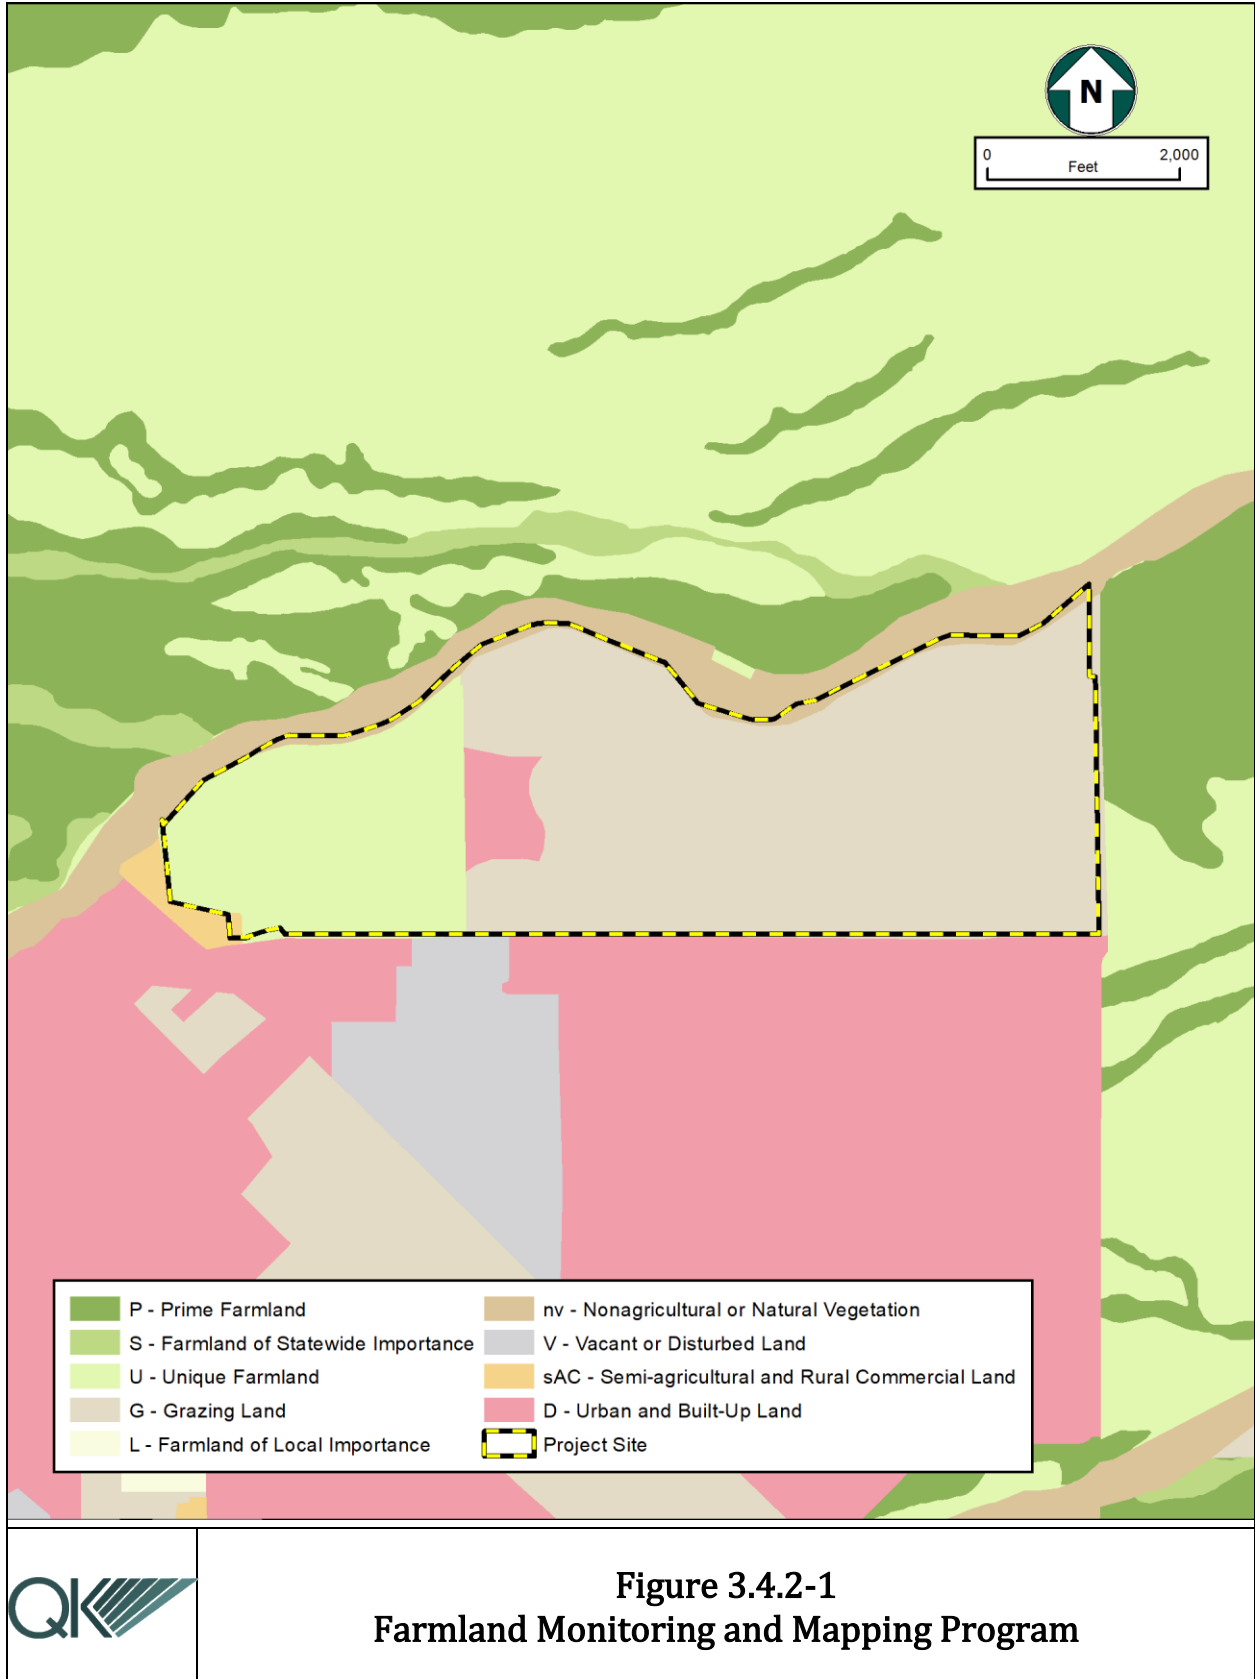 N
0 2,000
Feet
P - Prime Farmland
S - Farmland of Statewide Importance
U - Unique Farmland
G - Grazing Land
L - Farmland of Local Importance
nv - Nonagricultural or Natural Vegetation
V - Vacant or Disturbed Land
sAC - Semi-agricultural and Rural Commercial Land
D - Urban and Built-Up Land
Project Site
QK
Figure 3.4.2-1
Farmland Monitoring and Mapping Program